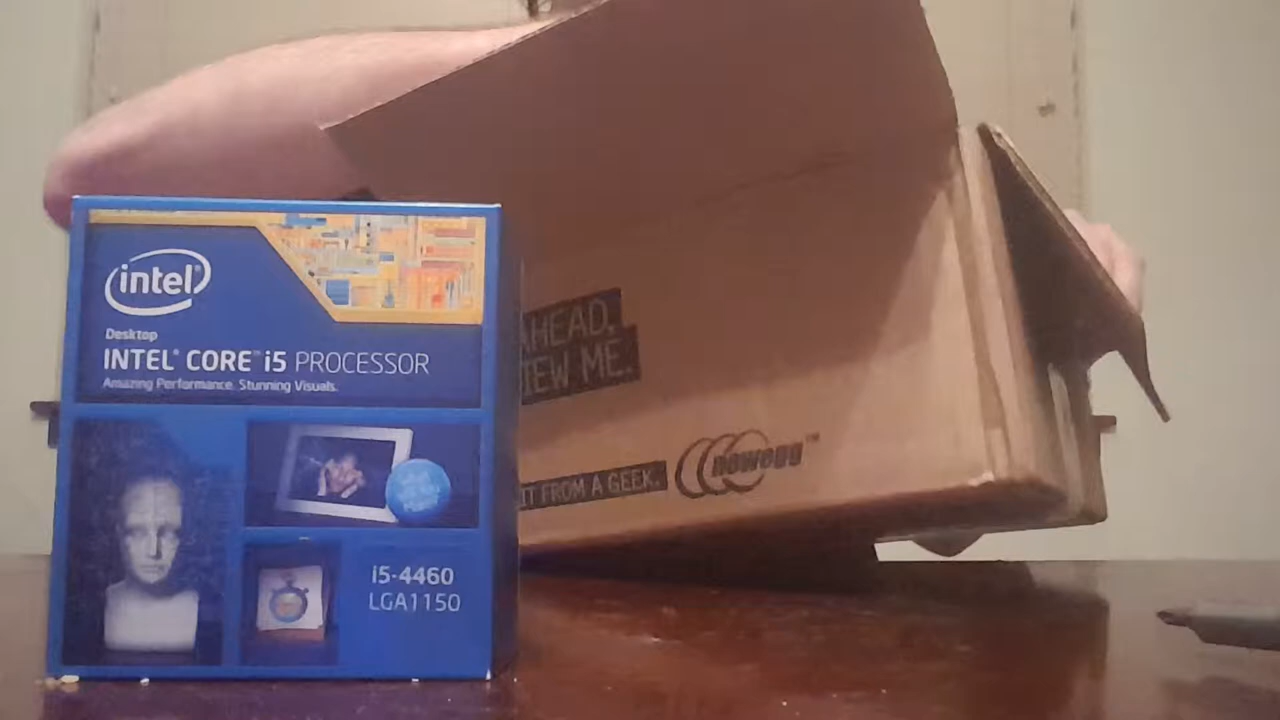 intel®
Desktop
INTEL® CORE™ i5 PROCESSOR
Amazing Performance. Stunning Visuals.
i5-4460
LGA1150
AHEAD.
IEW ME.
IT FROM A GEEK.
newegg™